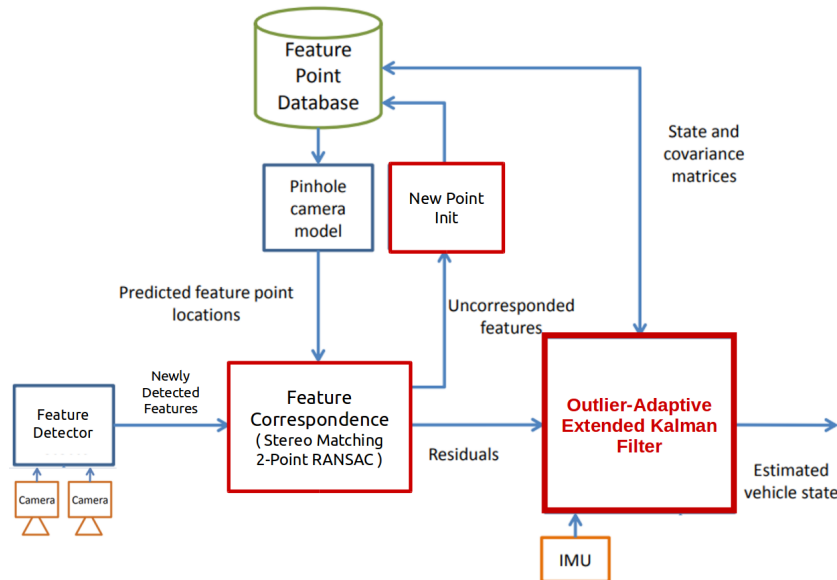 Feature
Point
Database
State and
covariance
matrices
Pinhole
camera
model
New Point
Init
Predicted feature point
locations
Uncorresponded
features
Newly
Detected
Features
Feature
Detector
Feature
Correspondence
( Stereo Matching
2-Point RANSAC )
Residuals
Outlier-Adaptive
Extended Kalman
Filter
Estimated
vehicle state
Camera
Camera
IMU